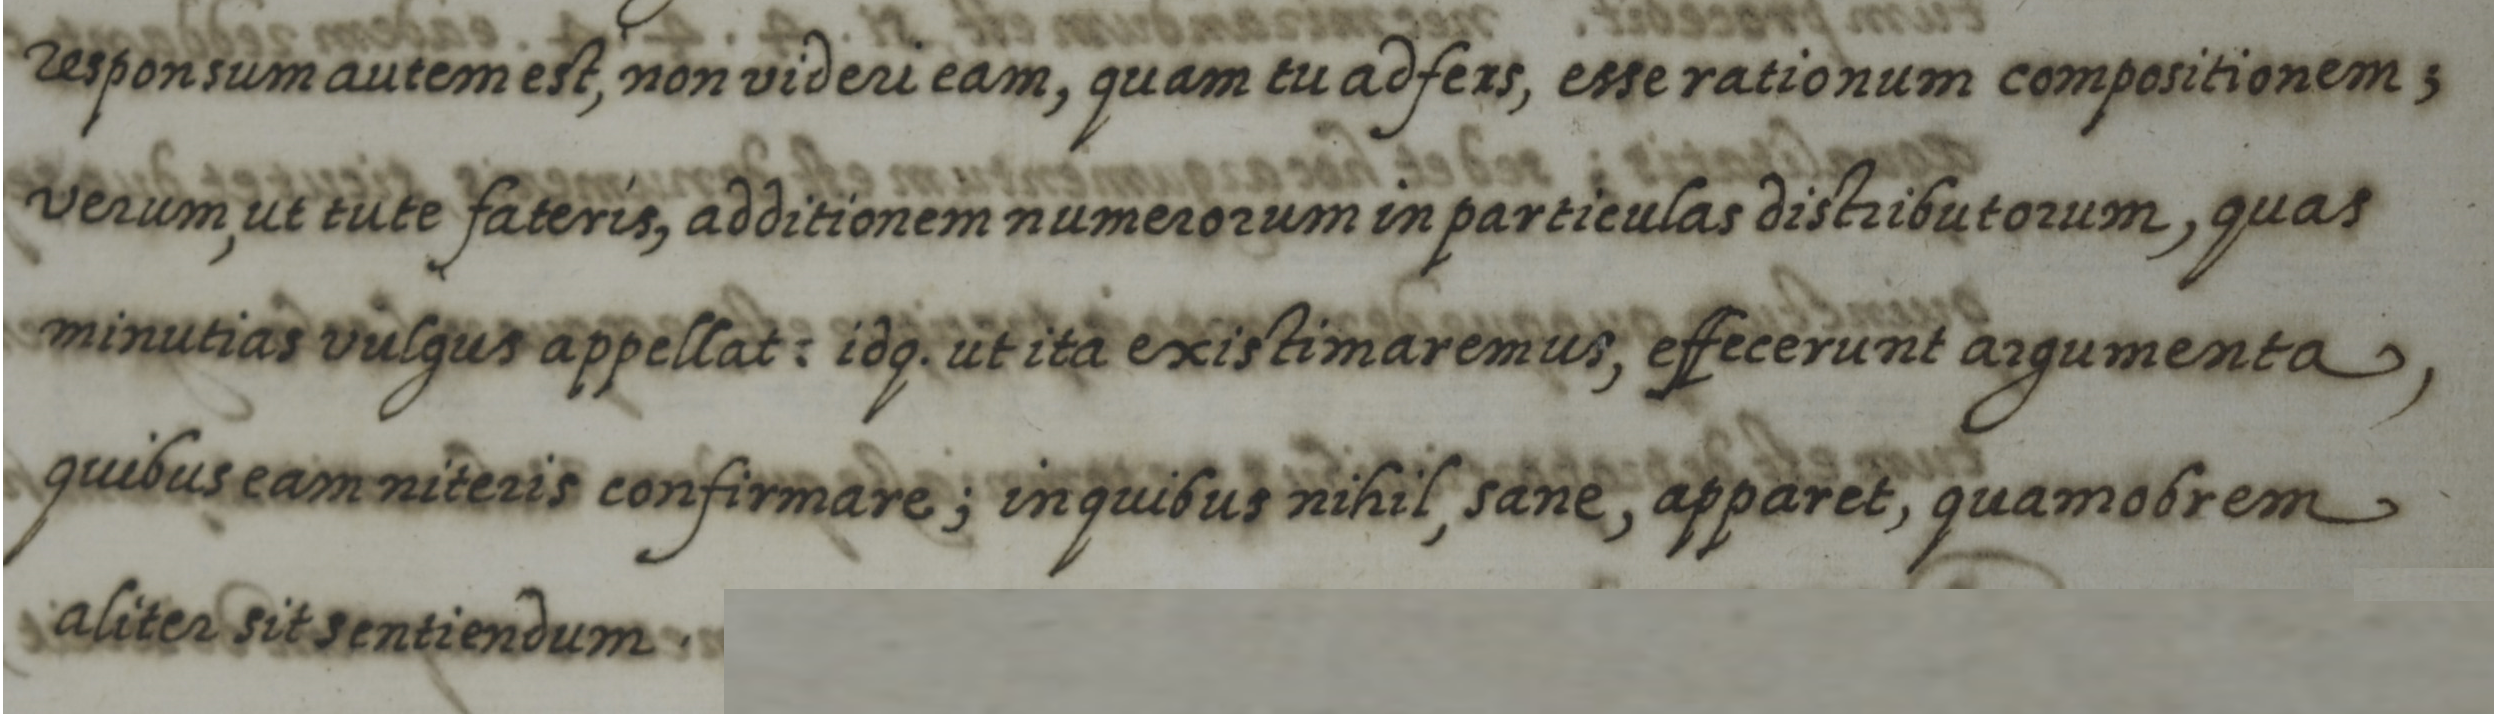 responsum autem est, non videri eam, quam tu adfers, esse rationum compositionem;
verum, ut tute fateris, additionem numerorum in particulas distributorum, quas
minutias vulgus appellat: idq. ut ita existimaremus, effecerunt argumenta,
quibus eam niteris confirmare; in quibus nihil, sane, apparet, quamobrem
aliter sit sentiendum.